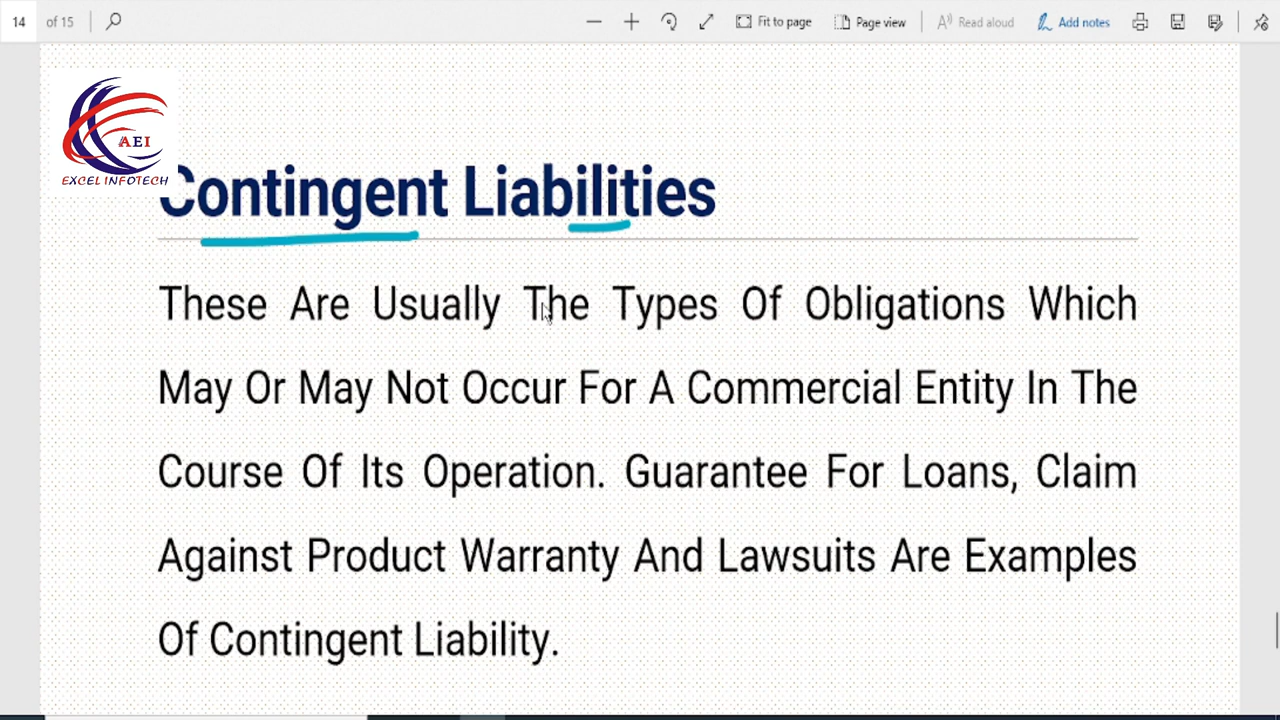 14 of 15 Fit to page Page view Read aloud Add notes
AEI
EXCEL INFOTECH
Contingent Liabilities
These Are Usually The Types Of Obligations Which
May Or May Not Occur For A Commercial Entity In The
Course Of Its Operation. Guarantee For Loans, Claim
Against Product Warranty And Lawsuits Are Examples
Of Contingent Liability.